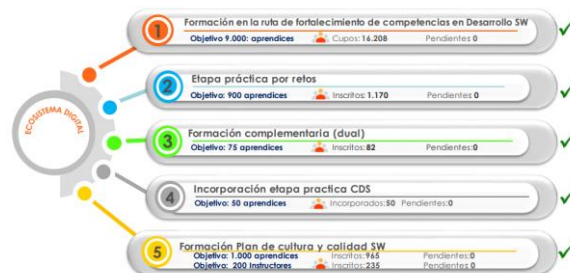 ECOSISTEMA DIGITAL
1
Formación en la ruta de fortalecimiento de competencias en Desarrollo SW
Objetivo 9.000: aprendices Cupos: 16.208 Pendientes 0
2
Etapa práctica por retos
Objetivo: 900 aprendices Inscritos: 1.170 Pendientes 0
3
Formación complementaria (dual)
Objetivo: 75 aprendices Inscritos: 82 Pendientes:0
4
Incorporación etapa practica CDS
Objetivo: 50 aprendices Incorporados:50 Pendientes:0
5
Formación Plan de cultura y calidad SW
Objetivo: 1.000 aprendices Inscritos: 965 Pendientes:0
Objetivo: 200 Instructores Inscritos: 235 Pendientes:0